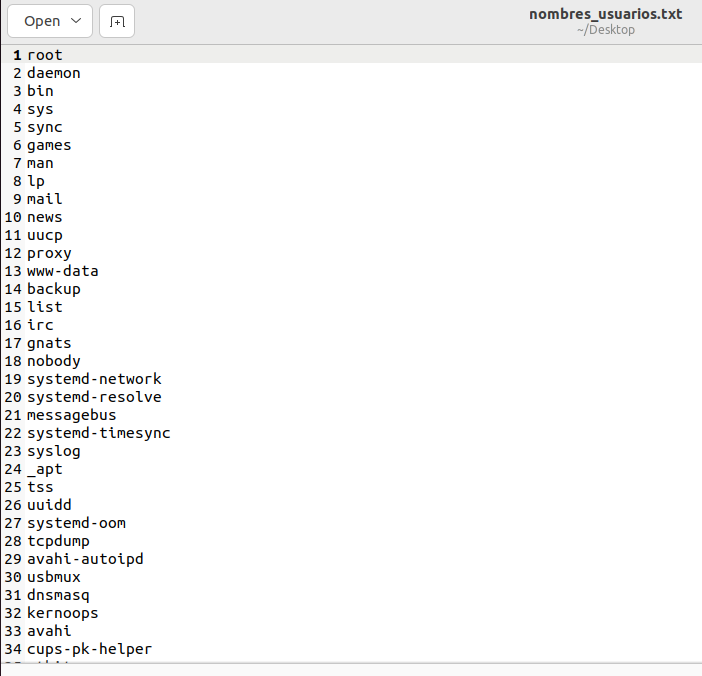 Open
nombres_usuarios.txt
~/Desktop
1 root
2 daemon
3 bin
4 sys
5 sync
6 games
7 man
8 lp
9 mail
10 news
11 uucp
12 proxy
13 www-data
14 backup
15 list
16 irc
17 gnats
18 nobody
19 systemd-network
20 systemd-resolve
21 messagebus
22 systemd-timesync
23 syslog
24 _apt
25 tss
26 uuidd
27 systemd-oom
28 tcpdump
29 avahi-autoipd
30 usbmux
31 dnsmasq
32 kernoops
33 avahi
34 cups-pk-helper